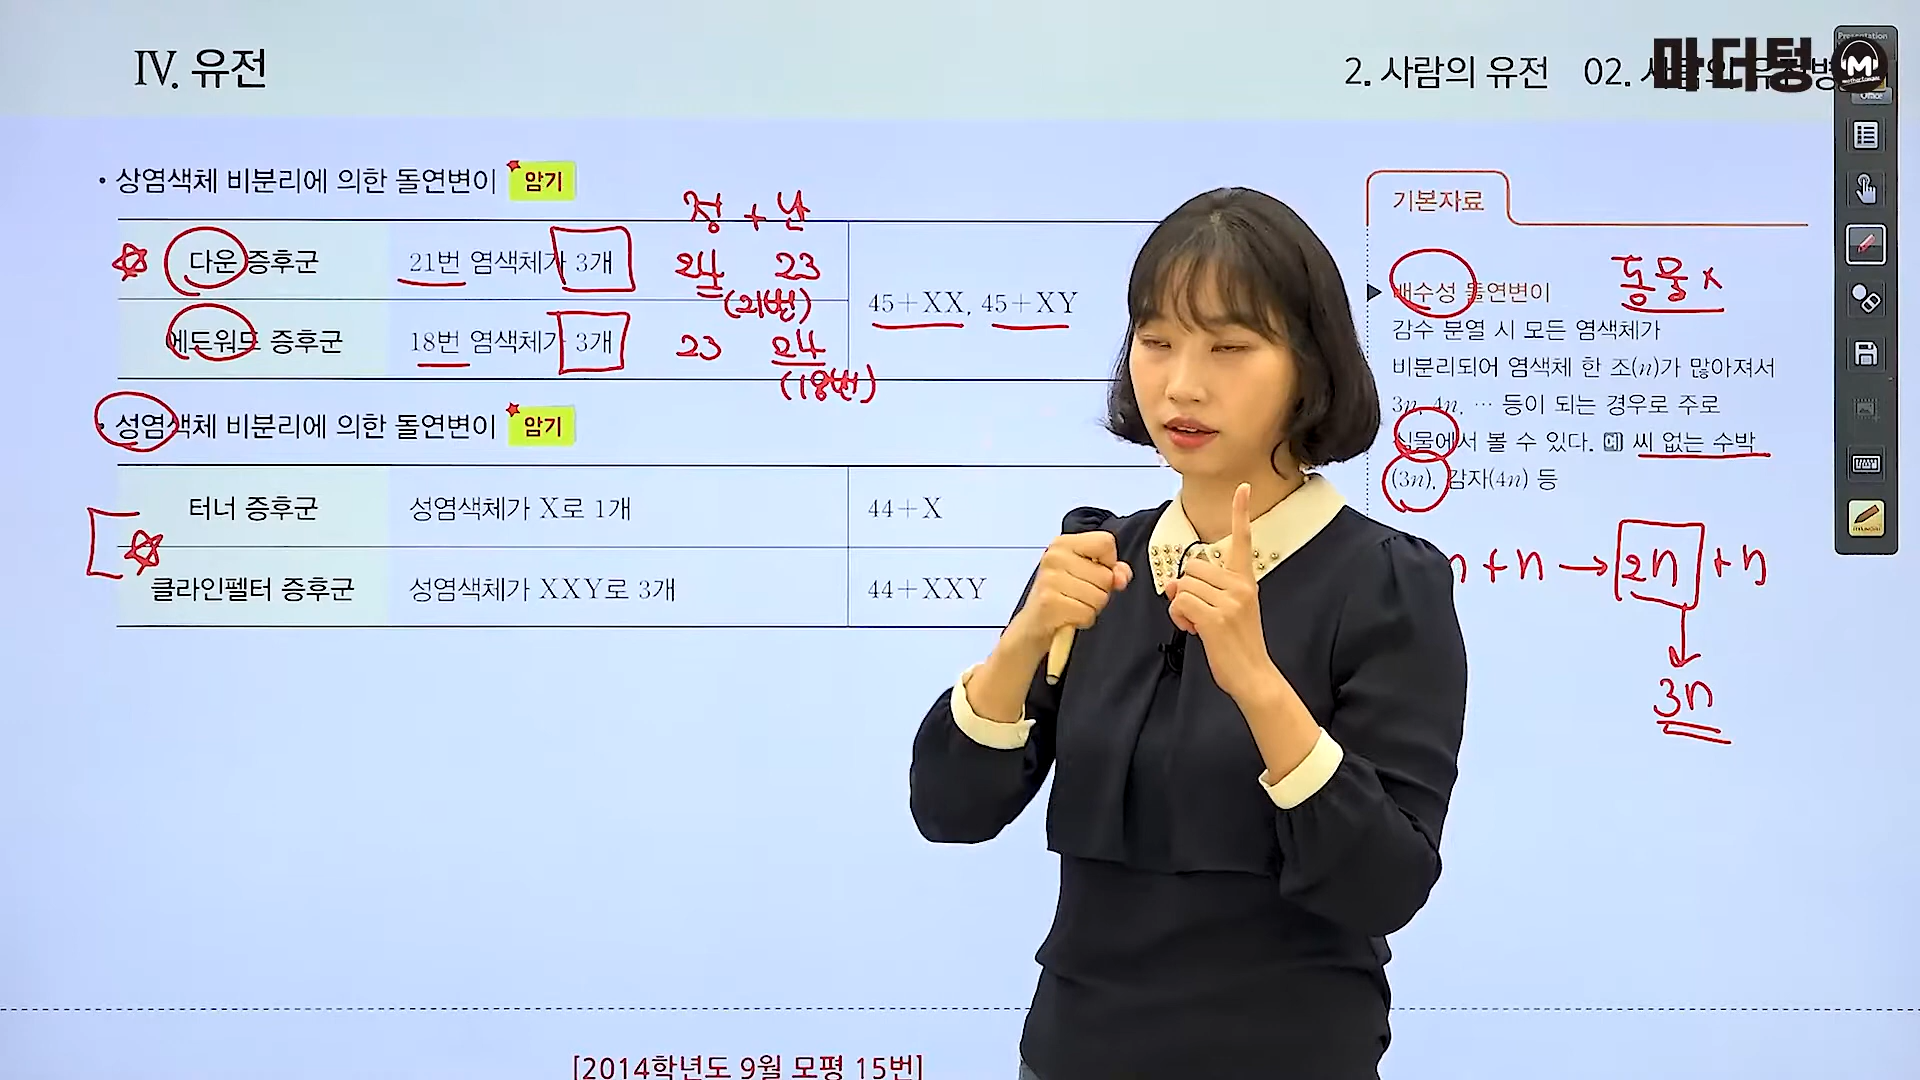 Ⅳ. 유전
2. 사람의 유전 02.
마더텅 M
• 상염색체 비분리에 의한 돌연변이 암기
정 + 난
다운 증후군 21번 염색체가 3개 24 23
(21번)
45+XX, 45+XY
에드워드 증후군 18번 염색체가 3개 23 24
(18번)
• 성염색체 비분리에 의한 돌연변이 암기
터너 증후군 성염색체가 X로 1개 44+X
클라인펠터 증후군 성염색체가 XXY로 3개 44+XXY
기본자료
동물 x
배수성 돌연변이
감수 분열 시 모든 염색체가
비분리되어 염색체 한 조(n)가 많아져서
3n, 4n, … 등이 되는 경우로 주로
식물에서 볼 수 있다. 예 씨 없는 수박
(3n), 감자(4n) 등
n + n → 2n + n
3n
[2014학년도 9월 모평 15번]